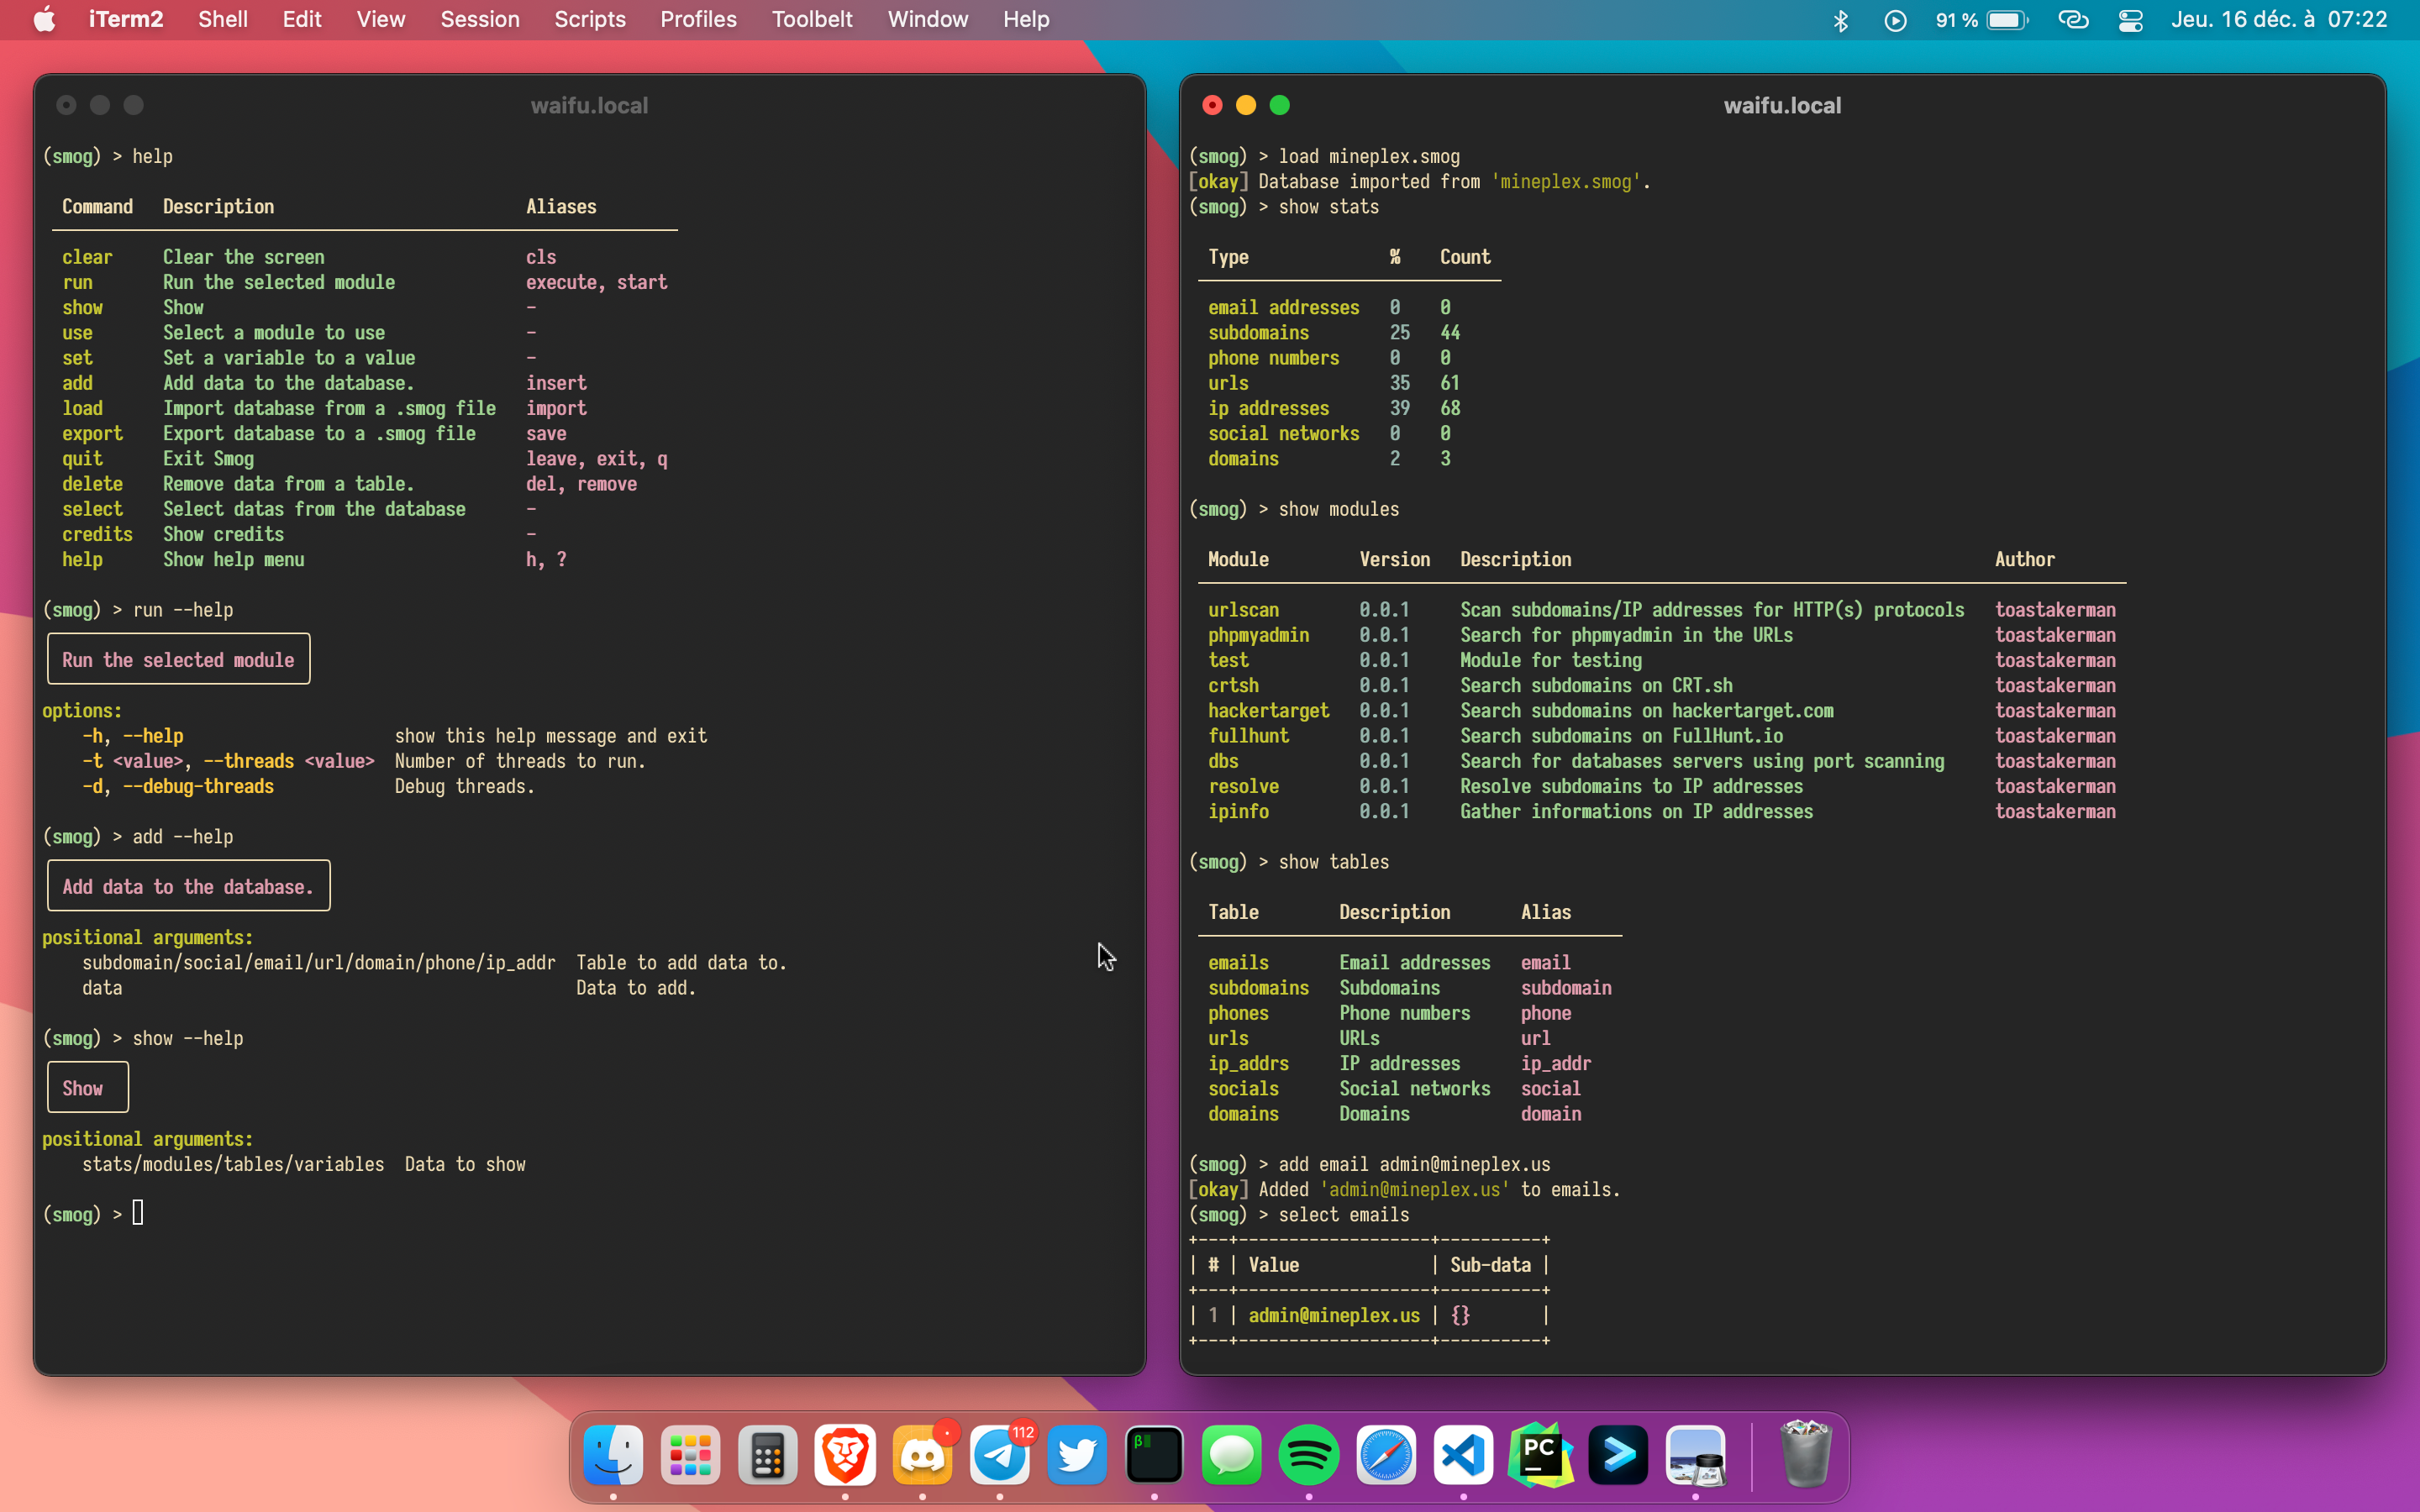 iTerm2 Shell Edit View Session Scripts Profiles Toolbelt Window Help 91 % Jeu. 16 déc. à 07:22
waifu.local
(smog) > help
Command Description Aliases
clear Clear the screen cls
run Run the selected module execute, start
show Show -
use Select a module to use -
set Set a variable to a value -
add Add data to the database. insert
load Import database from a .smog file import
export Export database to a .smog file save
quit Exit Smog leave, exit, q
delete Remove data from a table. del, remove
select Select datas from the database -
credits Show credits -
help Show help menu h, ?
(smog) > run --help
Run the selected module
options:
-h, --help show this help message and exit
-t <value>, --threads <value> Number of threads to run.
-d, --debug-threads Debug threads.
(smog) > add --help
Add data to the database.
positional arguments:
subdomain/social/email/url/domain/phone/ip_addr Table to add data to.
data Data to add.
(smog) > show --help
Show
positional arguments:
stats/modules/tables/variables Data to show
(smog) >
waifu.local
(smog) > load mineplex.smog
[okay] Database imported from 'mineplex.smog'.
(smog) > show stats
Type % Count
email addresses 0 0
subdomains 25 44
phone numbers 0 0
urls 35 61
ip addresses 39 68
social networks 0 0
domains 2 3
(smog) > show modules
Module Version Description Author
urlscan 0.0.1 Scan subdomains/IP addresses for HTTP(s) protocols toastakerman
phpmyadmin 0.0.1 Search for phpmyadmin in the URLs toastakerman
test 0.0.1 Module for testing toastakerman
crtsh 0.0.1 Search subdomains on CRT.sh toastakerman
hackertarget 0.0.1 Search subdomains on hackertarget.com toastakerman
fullhunt 0.0.1 Search subdomains on FullHunt.io toastakerman
dbs 0.0.1 Search for databases servers using port scanning toastakerman
resolve 0.0.1 Resolve subdomains to IP addresses toastakerman
ipinfo 0.0.1 Gather informations on IP addresses toastakerman
(smog) > show tables
Table Description Alias
emails Email addresses email
subdomains Subdomains subdomain
phones Phone numbers phone
urls URLs url
ip_addrs IP addresses ip_addr
socials Social networks social
domains Domains domain
(smog) > add email admin@mineplex.us
[okay] Added 'admin@mineplex.us' to emails.
(smog) > select emails
+---+-------------------+----------+
| # | Value | Sub-data |
+---+-------------------+----------+
| 1 | admin@mineplex.us | {} |
+---+-------------------+----------+
112
β
PC